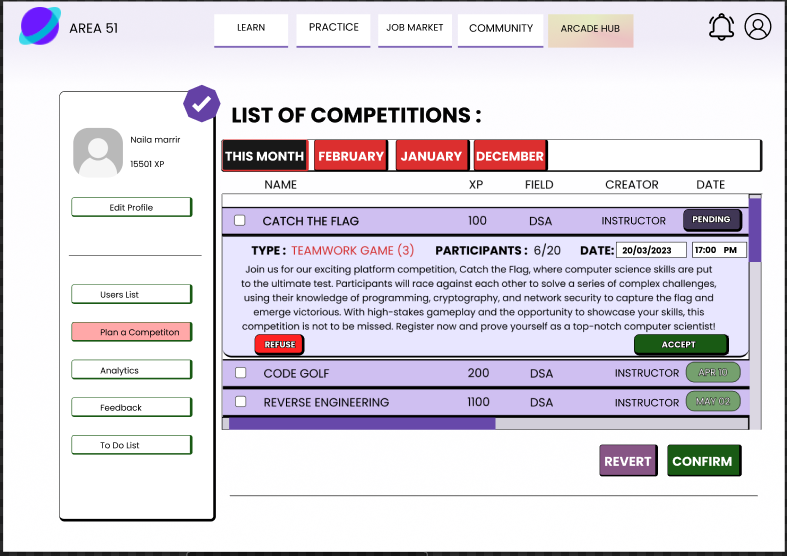 AREA 51
LEARN
PRACTICE
JOB MARKET
COMMUNITY
ARCADE HUB
Naila marrir
15501 XP
Edit Profile
Users List
Plan a Competiton
Analytics
Feedback
To Do List
LIST OF COMPETITIONS :
THIS MONTH
FEBRUARY
JANUARY
DECEMBER
NAME XP FIELD CREATOR DATE
CATCH THE FLAG 100 DSA INSTRUCTOR PENDING
TYPE : TEAMWORK GAME (3) PARTICIPANTS : 6/20 DATE: 20/03/2023 17:00 PM
Join us for our exciting platform competition, Catch the Flag, where computer science skills are put
to the ultimate test. Participants will race against each other to solve a series of complex challenges,
using their knowledge of programming, cryptography, and network security to capture the flag and
emerge victorious. With high-stakes gameplay and the opportunity to showcase your skills, this
competition is not to be missed. Register now and prove yourself as a top-notch computer scientist!
REFUSE ACCEPT
CODE GOLF 200 DSA INSTRUCTOR APR 10
REVERSE ENGINEERING 1100 DSA INSTRUCTOR MAY 02
REVERT CONFIRM